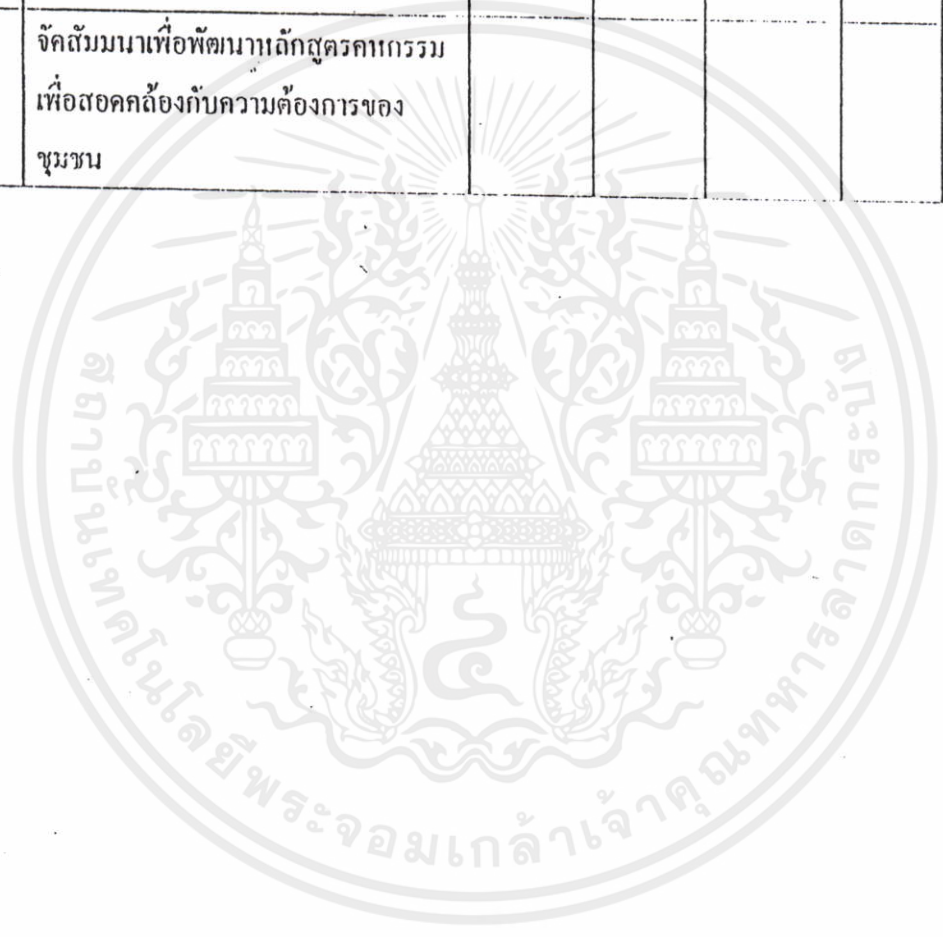 จัดสัมมนาเพื่อพัฒนาหลักสูตรคหกรรม
เพื่อสอดคล้องกับความต้องการของ
ชุมชน
สถาบันเทคโนโลยีพระจอมเกล้าเจ้าคุณทหารลาดกระบัง
๔